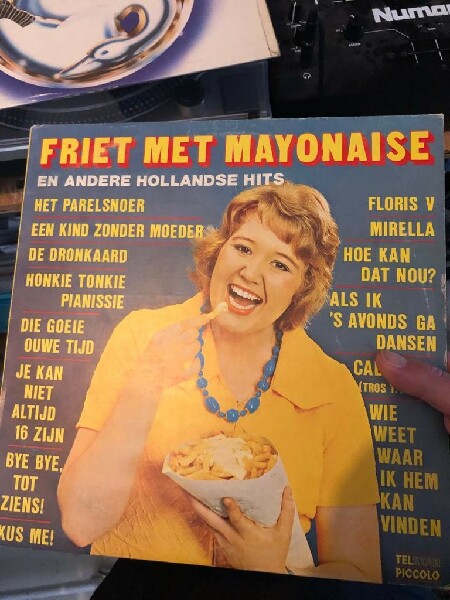 Numar
FRIET MET MAYONAISE
EN ANDERE HOLLANDSE HITS
HET PARELSNOER
EEN KIND ZONDER MOEDER
DE DRONKAARD
HONKIE TONKIE
PIANISSIE
DIE GOEIE
OUWE TIJD
JE KAN
NIET
ALTIJD
16 ZIJN
BYE BYE,
TOT
ZIENS!
KUS ME!
FLORIS V
MIRELLA
HOE KAN
DAT NOU?
ALS IK
'S AVONDS GA
DANSEN
(TROS
WIE
WEET
WAAR
IK HEM
KAN
VINDEN
PICCOLO